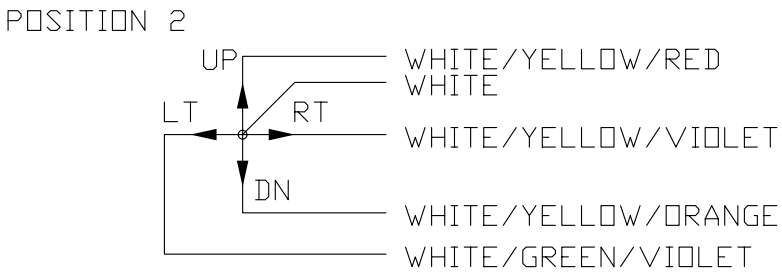 POSITION 2
UP
WHITE/YELLOW/RED
WHITE
LT
RT
WHITE/YELLOW/VIOLET
DN
WHITE/YELLOW/ORANGE
WHITE/GREEN/VIOLET